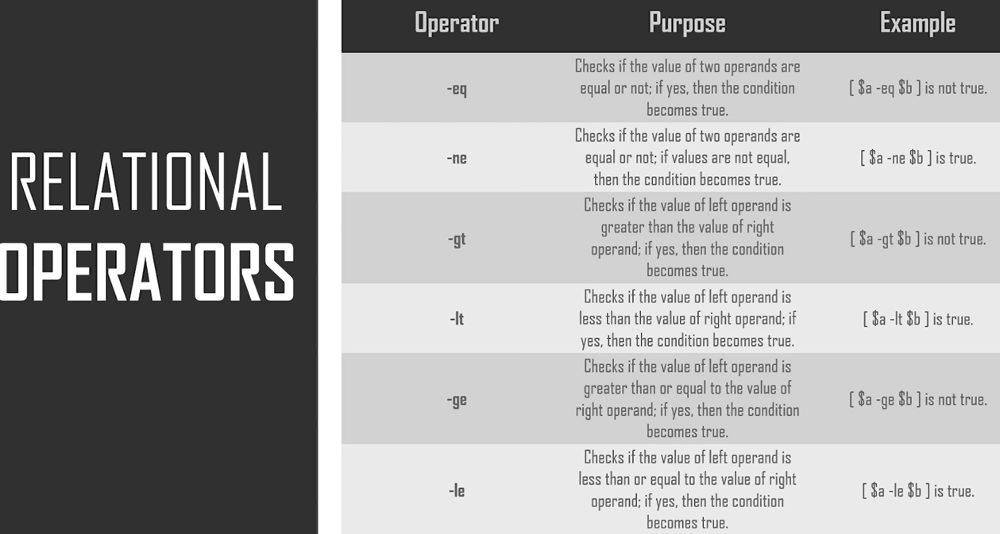 RELATIONAL
OPERATORS
Operator Purpose Example
Checks if the value of two operands are
equal or not; if yes, then the condition
becomes true.
-eq
[ $a -eq $b ] is not true.
Checks if the value of two operands are
equal or not; if values are not equal,
then the condition becomes true.
-ne
[ $a -ne $b ] is true.
Checks if the value of left operand is
greater than the value of right
operand; if yes, then the condition
becomes true.
-gt
[ $a -gt $b ] is not true.
Checks if the value of left operand is
less than the value of right operand; if
yes, then the condition becomes true.
-lt
[ $a -lt $b ] is true.
Checks if the value of left operand is
greater than or equal to the value of
right operand; if yes, then the condition
becomes true.
-ge
[ $a -ge $b ] is not true.
Checks if the value of left operand is
less than or equal to the value of right
operand; if yes, then the condition
becomes true.
-le
[ $a -le $b ] is true.